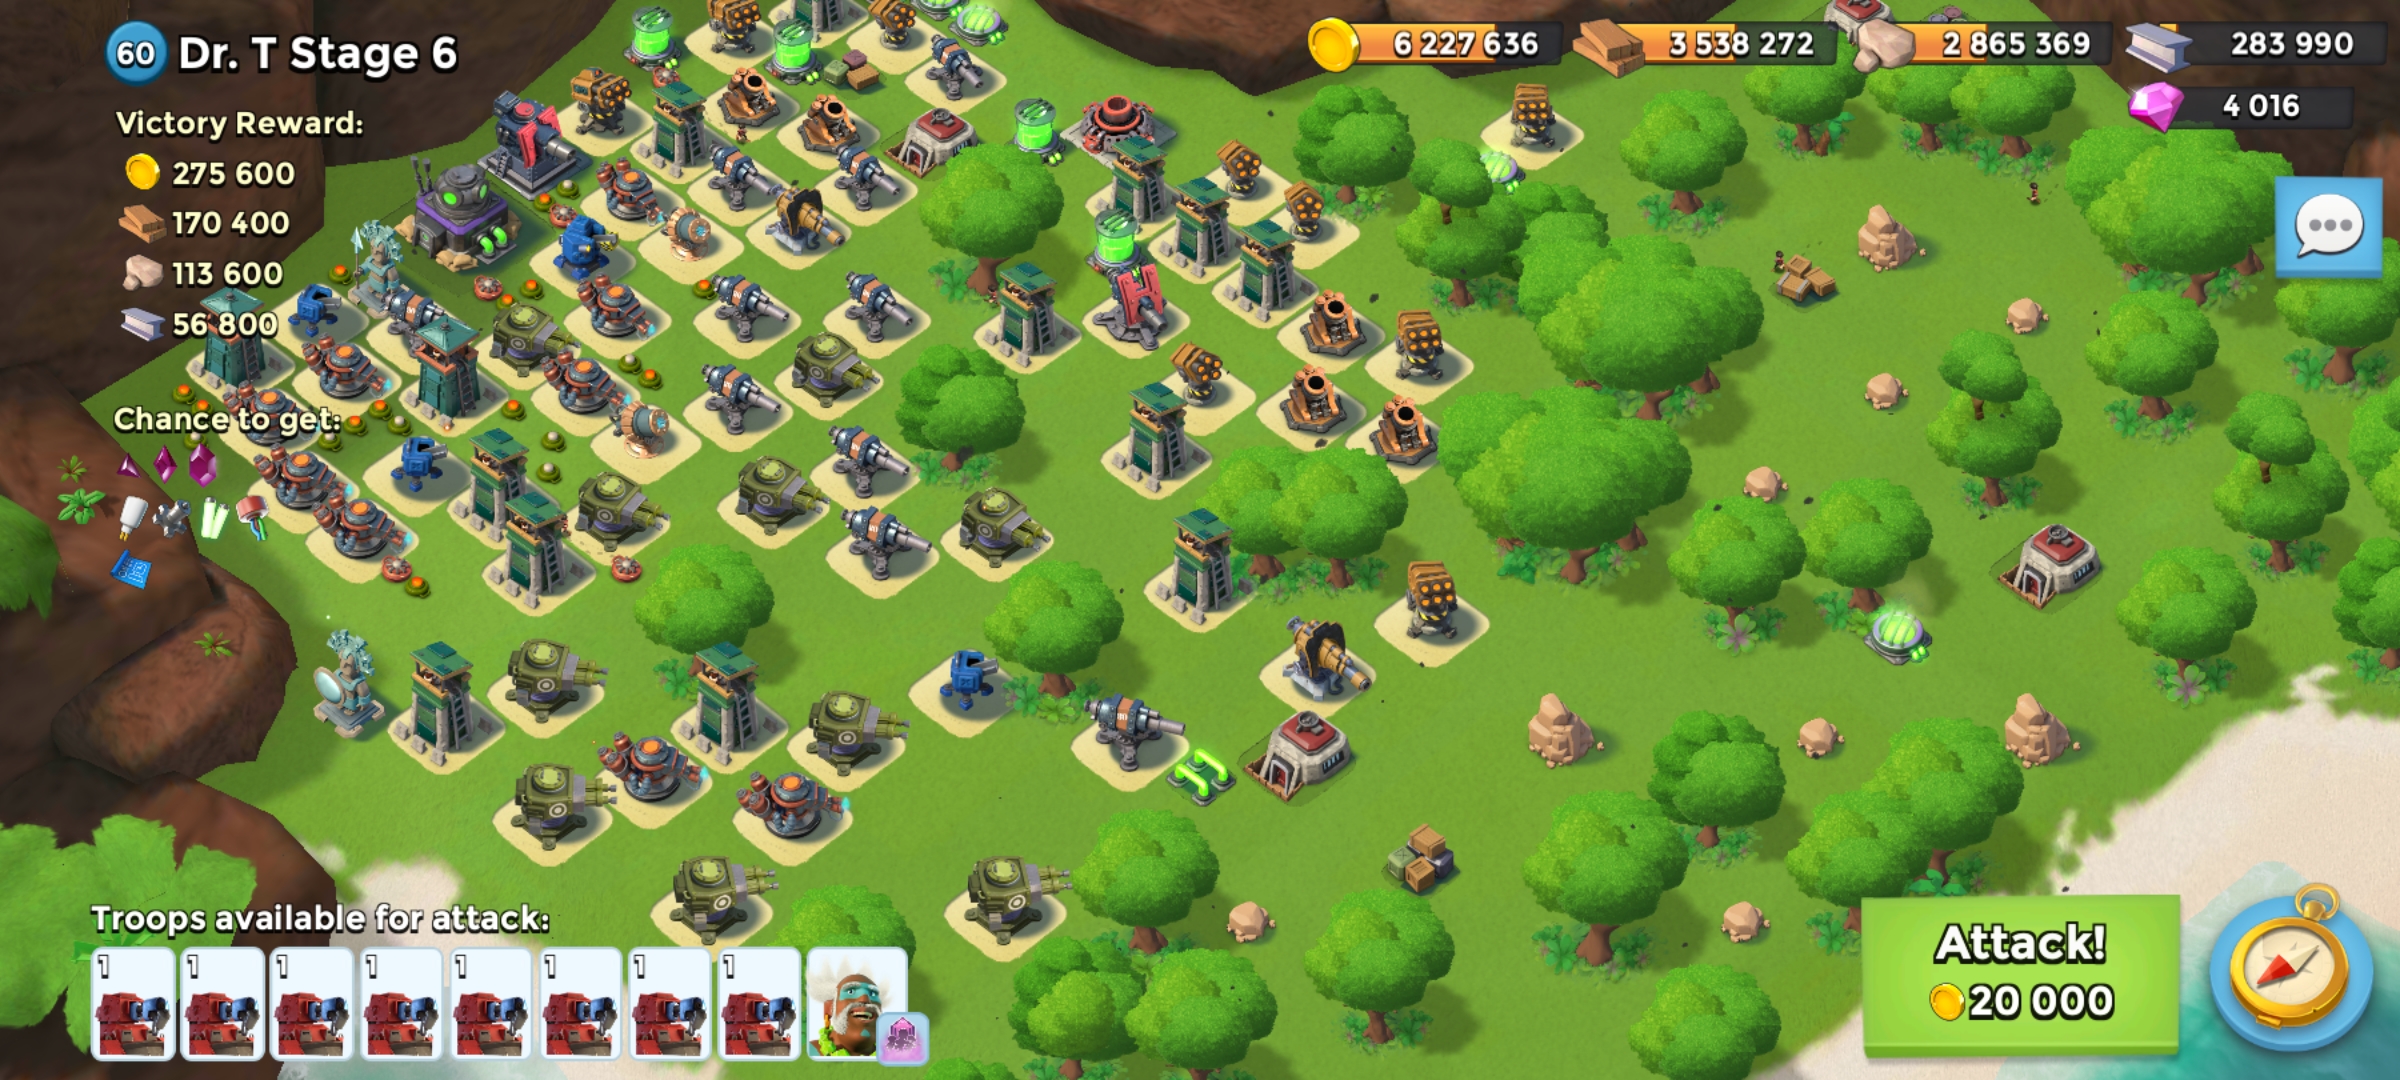 60 Dr. T Stage 6
6 227 636
3 538 272
2 865 369
283 990
4 016
Victory Reward:
275 600
170 400
113 600
56 800
Chance to get:
Troops available for attack:
1 1 1 1 1 1 1 1
Attack!
20 000